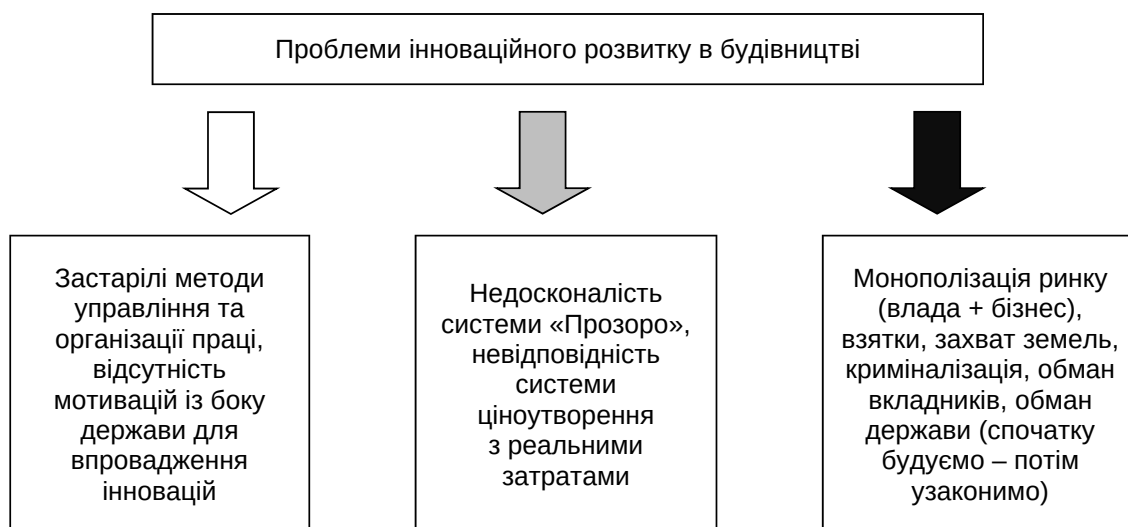 Проблеми інноваційного розвитку в будівництві
Застарілі методи
управління та
організації праці,
відсутність
мотивацій із боку
держави для
впровадження
інновацій
Недосконалість
системи «Прозоро»,
невідповідність
системи
ціноутворення
з реальними
затратами
Монополізація ринку
(влада + бізнес),
взятки, захват земель,
криміналізація, обман
вкладників, обман
держави (спочатку
будуємо – потім
узаконимо)